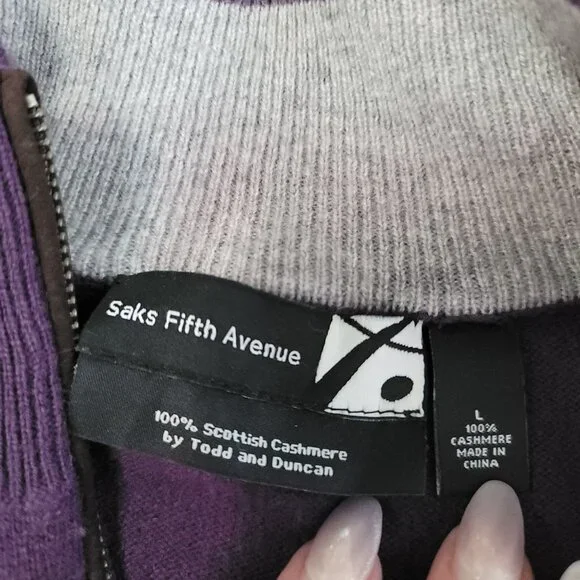 Saks Fifth Avenue
100% Scottish Cashmere
by Todd and Duncan
L
100%
CASHMERE
MADE IN
CHINA